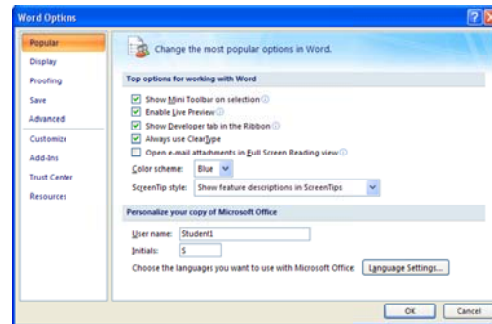 Word Options
Popular
Display
Proofing
Save
Advanced
Customize
Add-Ins
Trust Center
Resources
Change the most popular options in Word.
Top options for working with Word
Show Mini Toolbar on selection
Enable Live Preview
Show Developer tab in the Ribbon
Always use ClearType
Open e-mail attachments in Full Screen Reading view
Color scheme: Blue
ScreenTip style: Show feature descriptions in ScreenTips
Personalize your copy of Microsoft Office
User name: Student1
Initials: S
Choose the languages you want to use with Microsoft Office: Language Settings...
OK Cancel